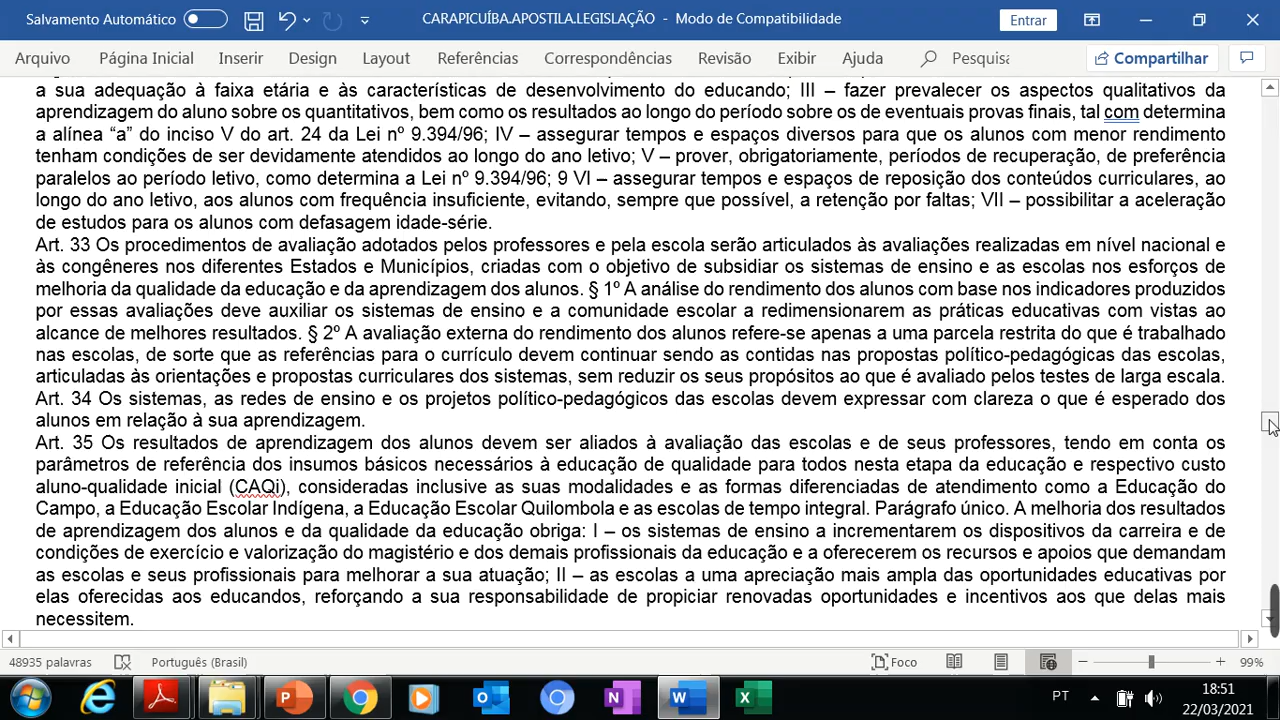 Salvamento Automático
CARAPICUÍBA.APOSTILA.LEGISLAÇÃO - Modo de Compatibilidade
Entrar
Arquivo Página Inicial Inserir Design Layout Referências Correspondências Revisão Exibir Ajuda Pesquisa Compartilhar
a sua adequação à faixa etária e às características de desenvolvimento do educando; III – fazer prevalecer os aspectos qualitativos da
aprendizagem do aluno sobre os quantitativos, bem como os resultados ao longo do período sobre os de eventuais provas finais, tal com determina
a alínea “a” do inciso V do art. 24 da Lei nº 9.394/96; IV – assegurar tempos e espaços diversos para que os alunos com menor rendimento
tenham condições de ser devidamente atendidos ao longo do ano letivo; V – prover, obrigatoriamente, períodos de recuperação, de preferência
paralelos ao período letivo, como determina a Lei nº 9.394/96; 9 VI – assegurar tempos e espaços de reposição dos conteúdos curriculares, ao
longo do ano letivo, aos alunos com frequência insuficiente, evitando, sempre que possível, a retenção por faltas; VII – possibilitar a aceleração
de estudos para os alunos com defasagem idade-série.
Art. 33 Os procedimentos de avaliação adotados pelos professores e pela escola serão articulados às avaliações realizadas em nível nacional e
às congêneres nos diferentes Estados e Municípios, criadas com o objetivo de subsidiar os sistemas de ensino e as escolas nos esforços de
melhoria da qualidade da educação e da aprendizagem dos alunos. § 1º A análise do rendimento dos alunos com base nos indicadores produzidos
por essas avaliações deve auxiliar os sistemas de ensino e a comunidade escolar a redimensionarem as práticas educativas com vistas ao
alcance de melhores resultados. § 2º A avaliação externa do rendimento dos alunos refere-se apenas a uma parcela restrita do que é trabalhado
nas escolas, de sorte que as referências para o currículo devem continuar sendo as contidas nas propostas político-pedagógicas das escolas,
articuladas às orientações e propostas curriculares dos sistemas, sem reduzir os seus propósitos ao que é avaliado pelos testes de larga escala.
Art. 34 Os sistemas, as redes de ensino e os projetos político-pedagógicos das escolas devem expressar com clareza o que é esperado dos
alunos em relação à sua aprendizagem.
Art. 35 Os resultados de aprendizagem dos alunos devem ser aliados à avaliação das escolas e de seus professores, tendo em conta os
parâmetros de referência dos insumos básicos necessários à educação de qualidade para todos nesta etapa da educação e respectivo custo
aluno-qualidade inicial (CAQi), consideradas inclusive as suas modalidades e as formas diferenciadas de atendimento como a Educação do
Campo, a Educação Escolar Indígena, a Educação Escolar Quilombola e as escolas de tempo integral. Parágrafo único. A melhoria dos resultados
de aprendizagem dos alunos e da qualidade da educação obriga: I – os sistemas de ensino a incrementarem os dispositivos da carreira e de
condições de exercício e valorização do magistério e dos demais profissionais da educação e a oferecerem os recursos e apoios que demandam
as escolas e seus profissionais para melhorar a sua atuação; II – as escolas a uma apreciação mais ampla das oportunidades educativas por
elas oferecidas aos educandos, reforçando a sua responsabilidade de propiciar renovadas oportunidades e incentivos aos que delas mais
necessitem.
48935 palavras Português (Brasil) Foco 99%
PT 18:51
22/03/2021